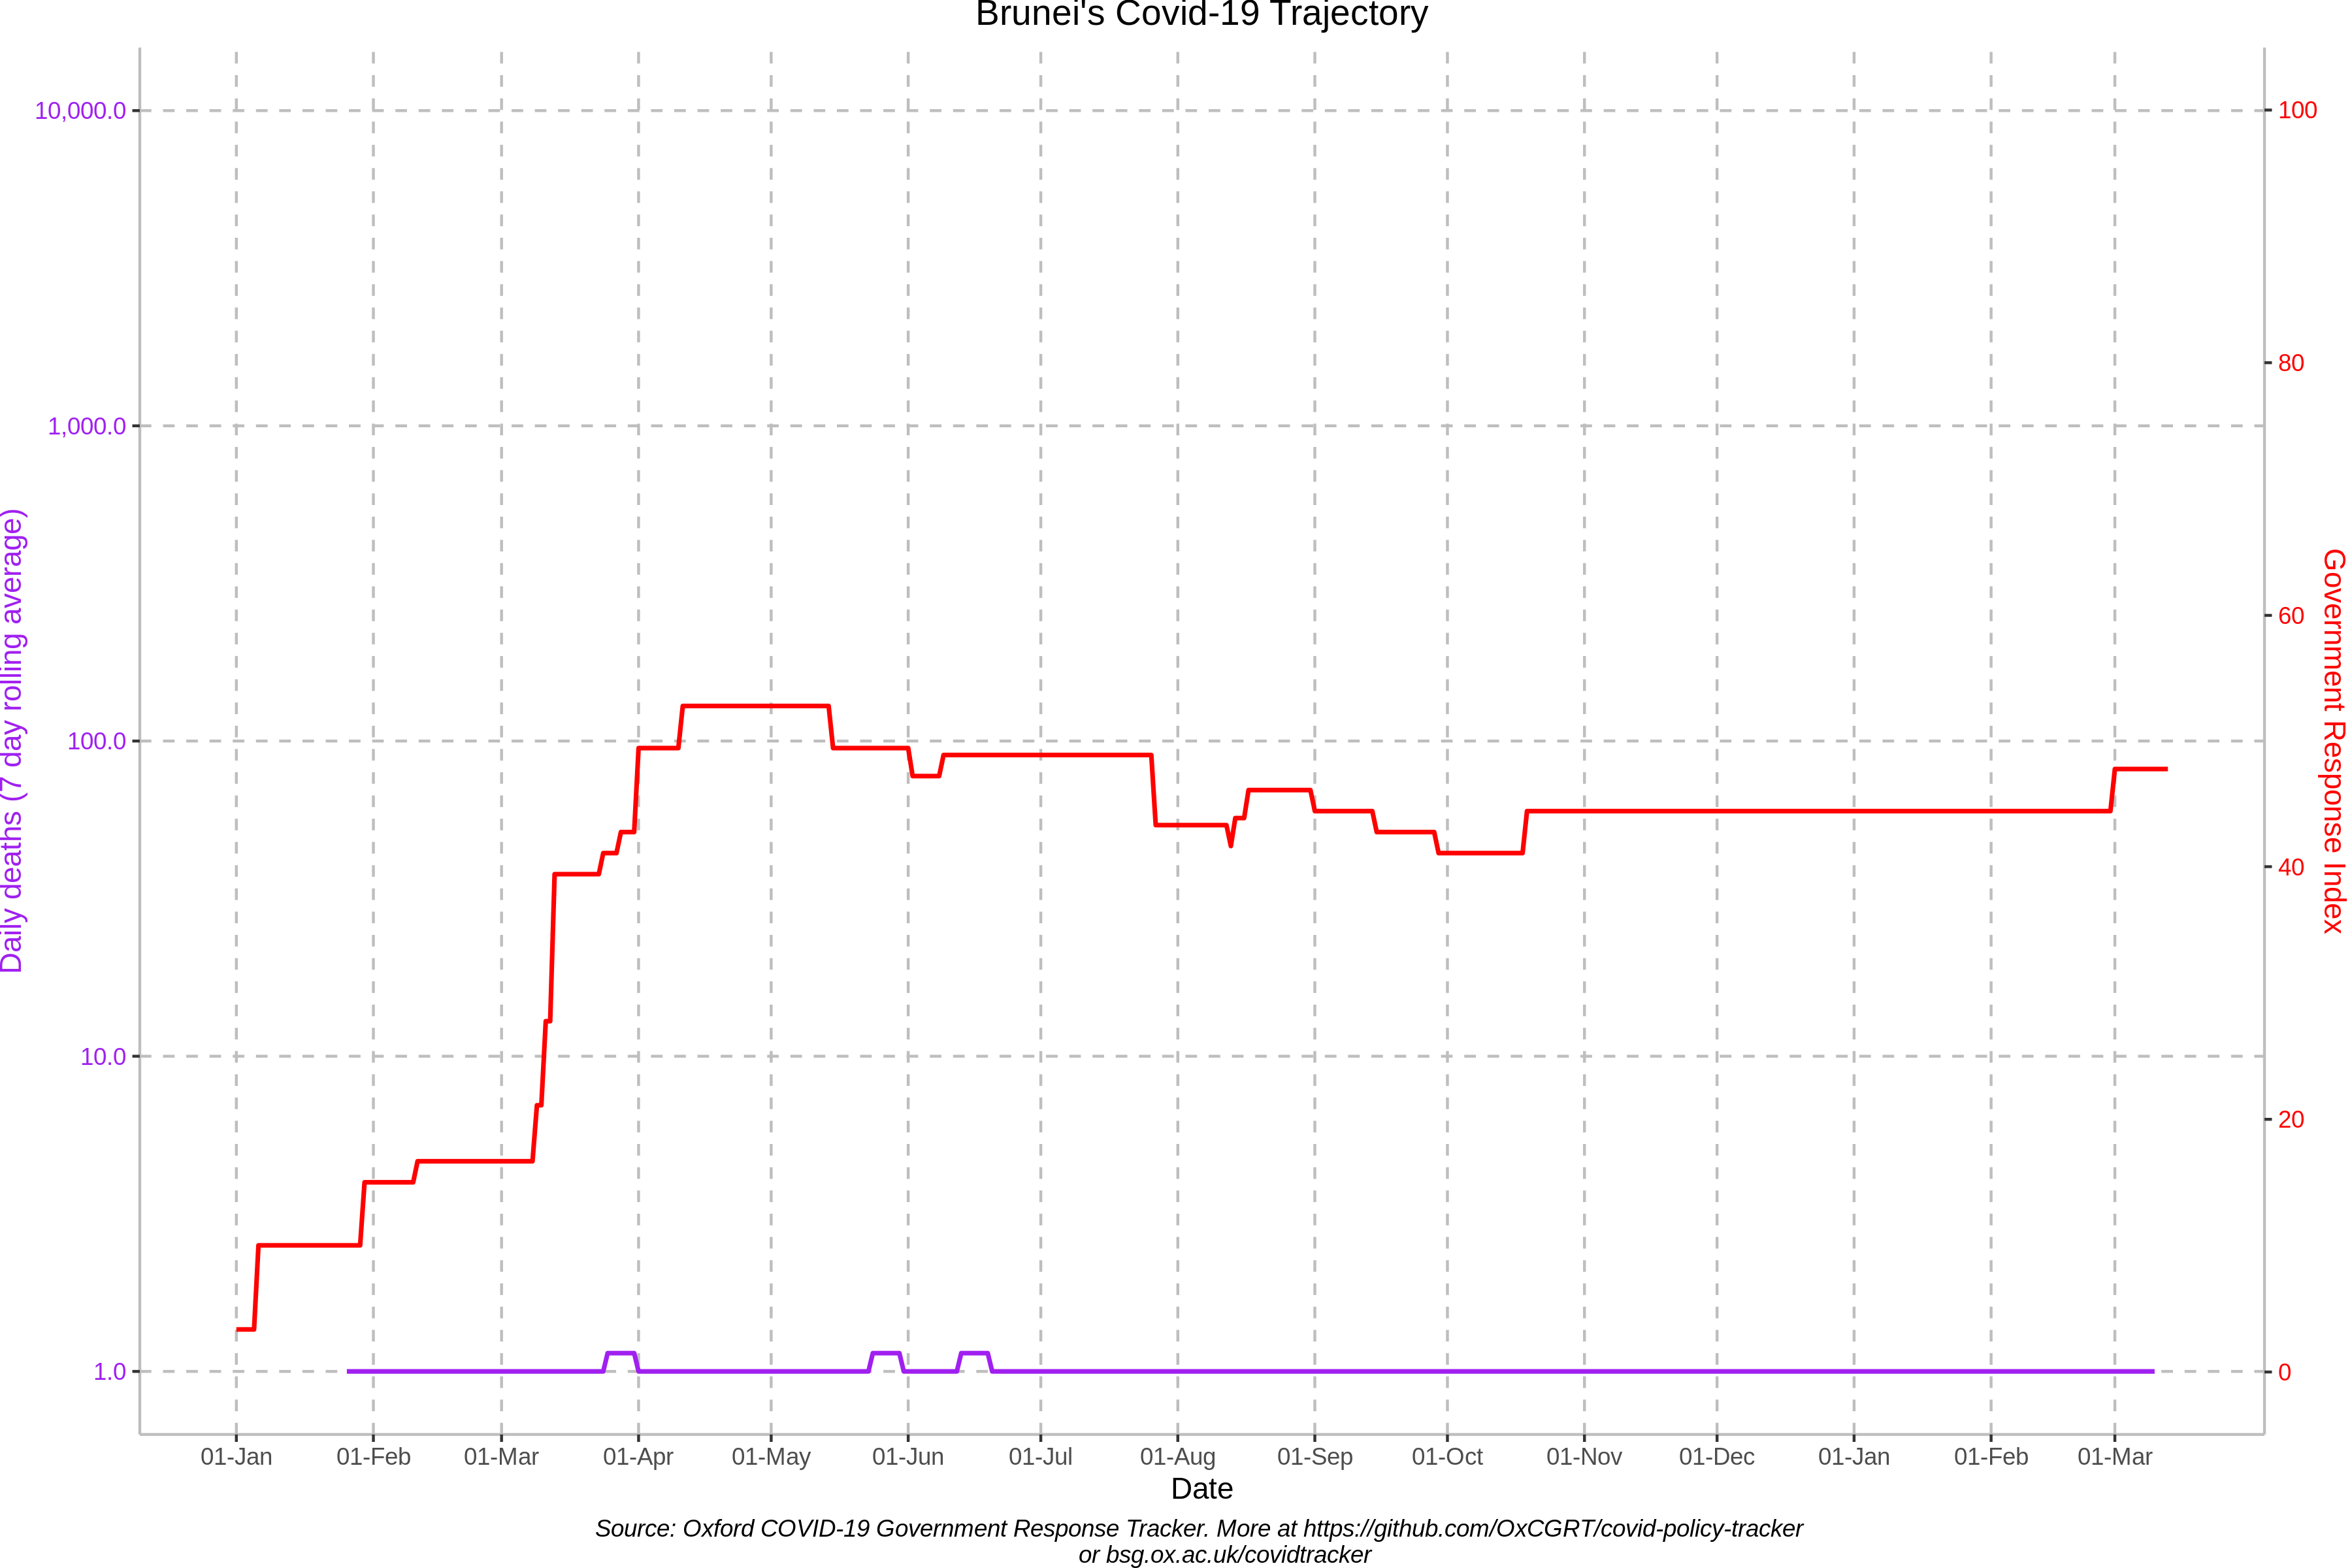 Brunei's Covid-19 Trajectory
10,000.0
1,000.0
100.0
10.0
1.0
Daily deaths (7 day rolling average)
100
80
60
40
20
0
Government Response Index
01-Jan 01-Feb 01-Mar 01-Apr 01-May 01-Jun 01-Jul 01-Aug 01-Sep 01-Oct 01-Nov 01-Dec 01-Jan 01-Feb 01-Mar
Date
Source: Oxford COVID-19 Government Response Tracker. More at https://github.com/OxCGRT/covid-policy-tracker
or bsg.ox.ac.uk/covidtracker